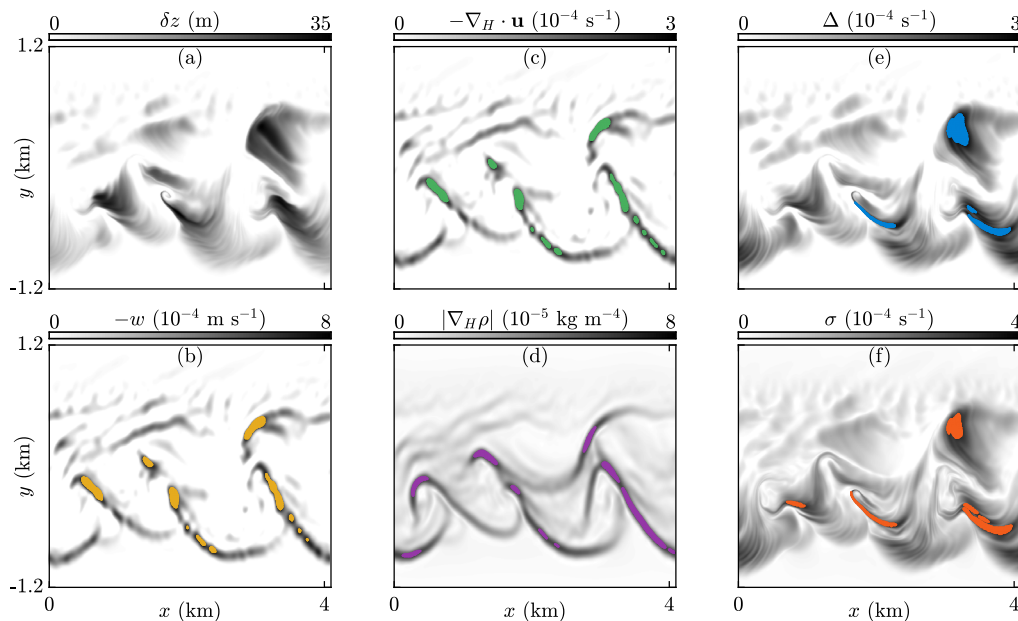 0 δz (m) 35
0 −∇_H · u (10⁻⁴ s⁻¹) 3
0 Δ (10⁻⁴ s⁻¹) 3
1.2
(a)
(c)
(e)
y (km)
-1.2
0 −w (10⁻⁴ m s⁻¹) 8
0 |∇_Hρ| (10⁻⁵ kg m⁻⁴) 8
0 σ (10⁻⁴ s⁻¹) 4
1.2
(b)
(d)
(f)
y (km)
-1.2
0 x (km) 4
0 x (km) 4
0 x (km) 4